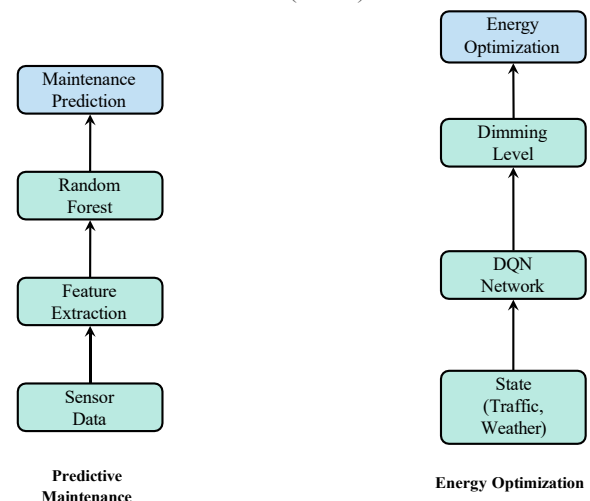 Maintenance
Prediction
Random
Forest
Feature
Extraction
Sensor
Data
Predictive
Maintenance
Energy
Optimization
Dimming
Level
DQN
Network
State
(Traffic,
Weather)
Energy Optimization